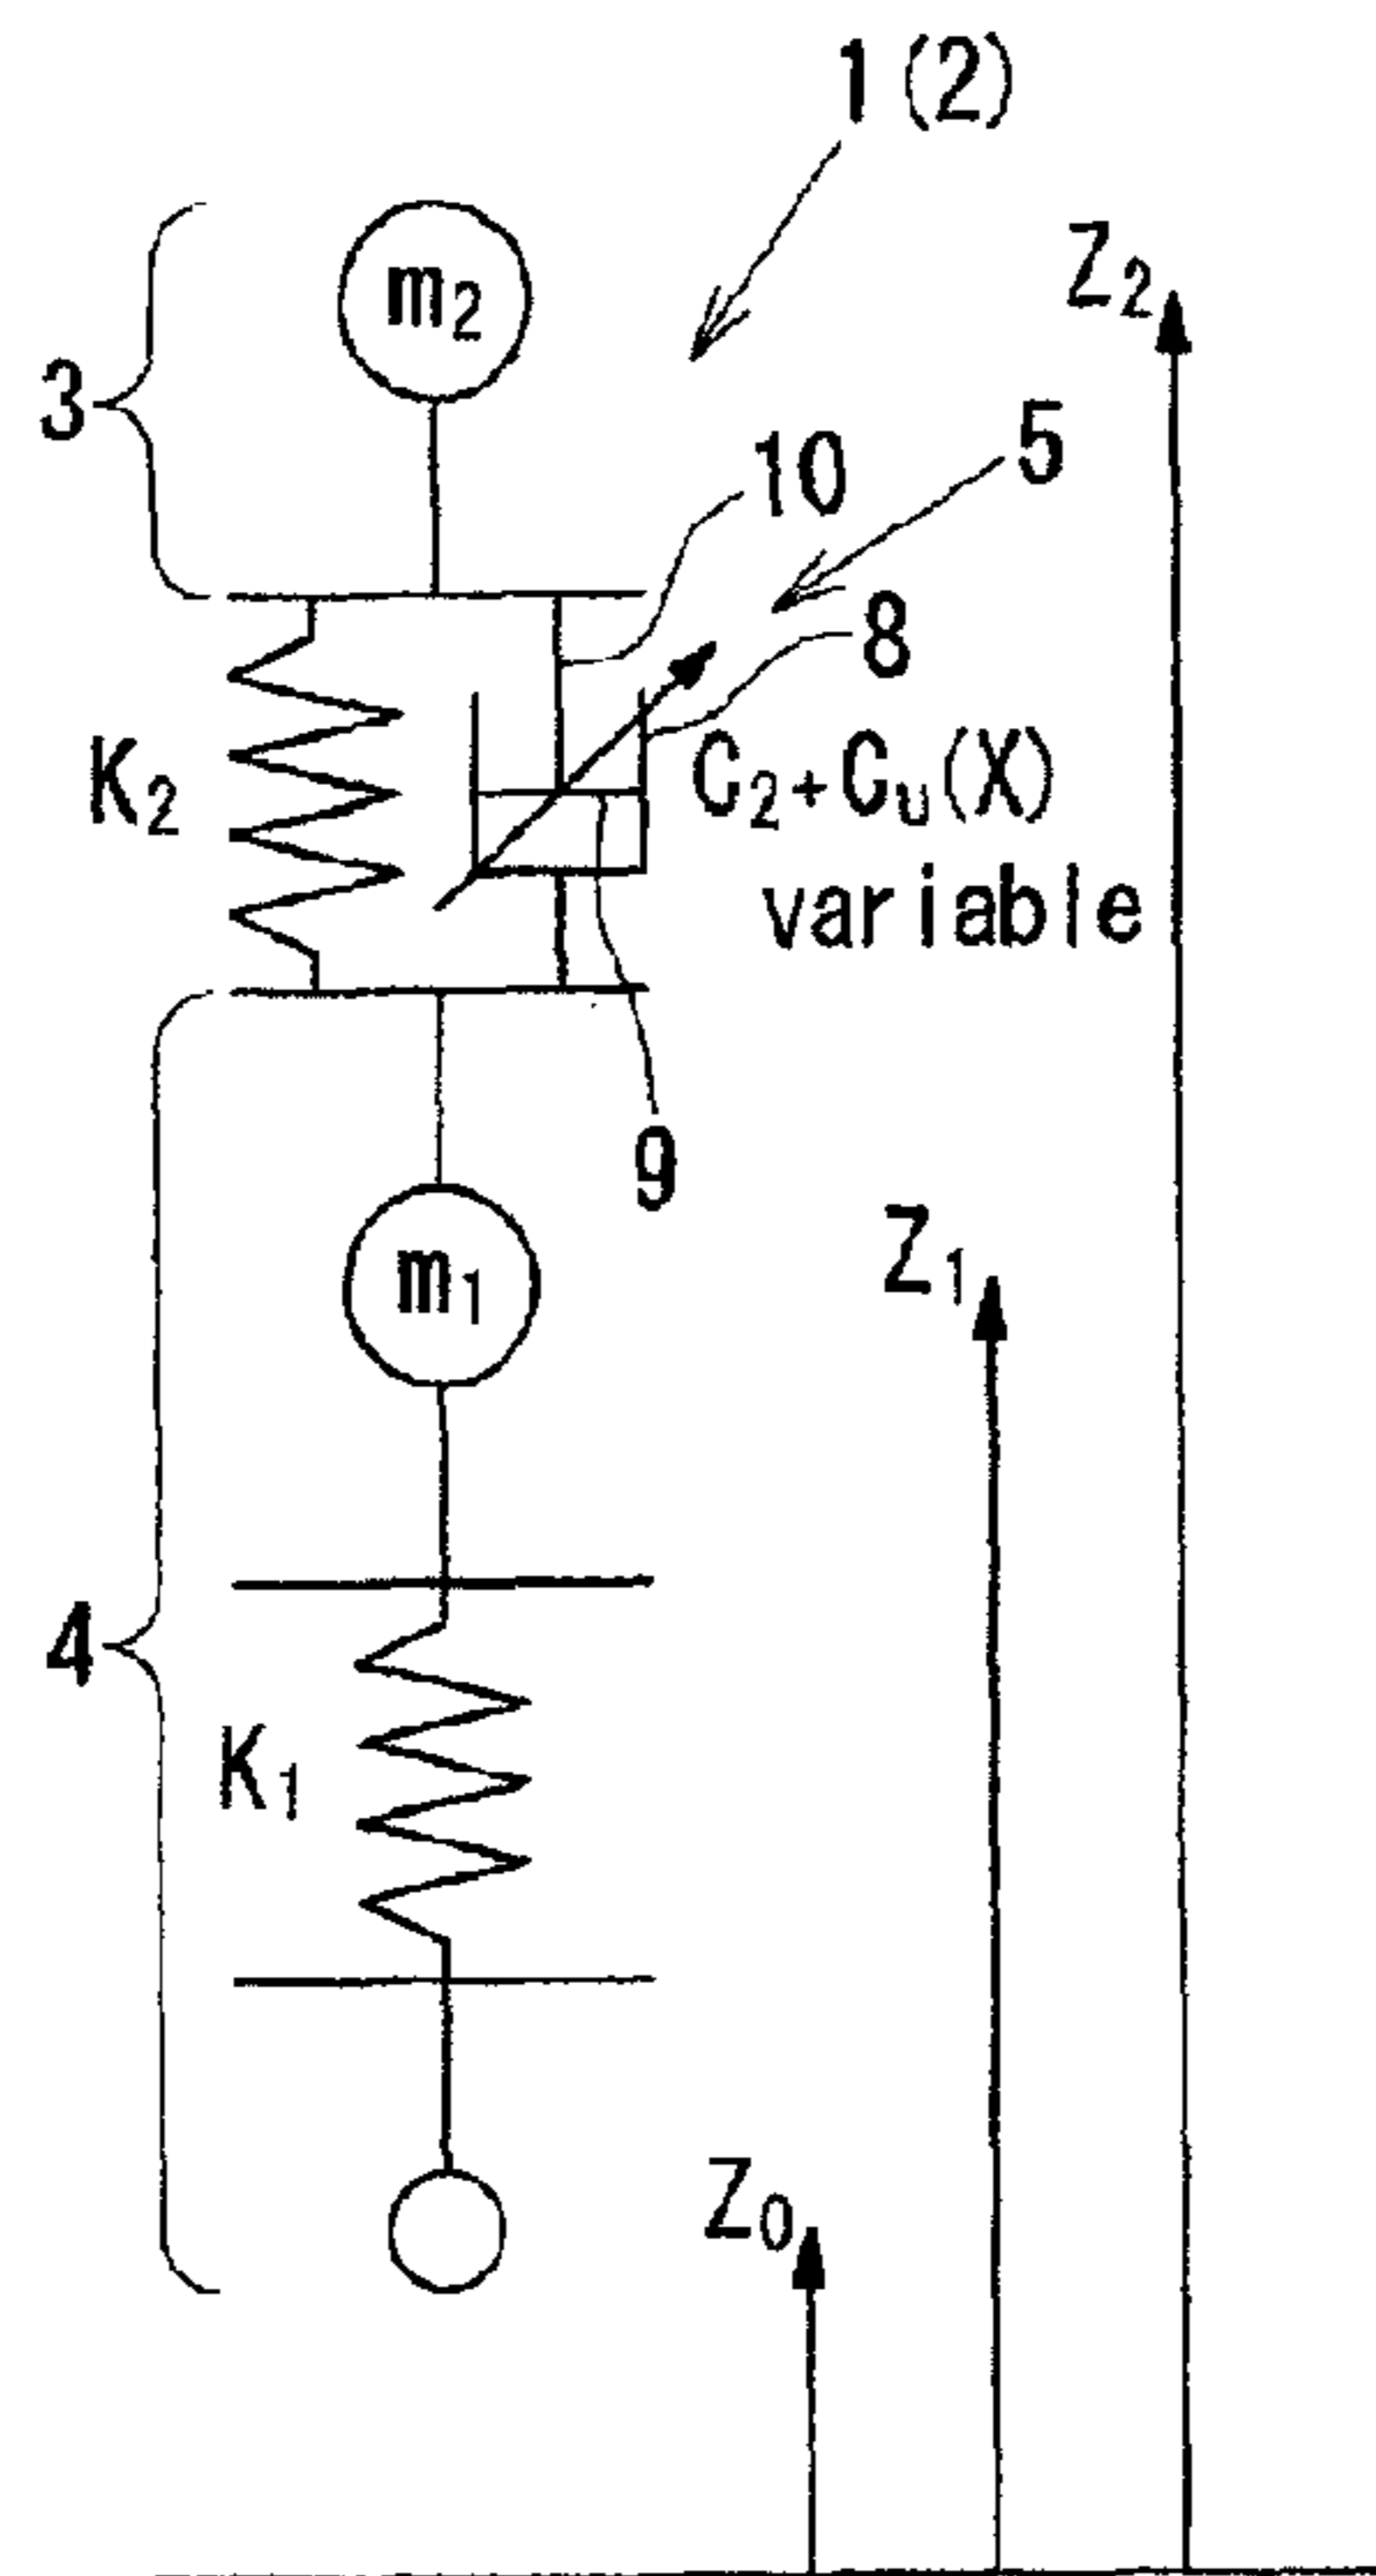 1(2)
m₂
Z₂
3
10
5
8
K₂
C₂+Cᵤ(X)
variable
9
m₁
Z₁
4
K₁
Z₀